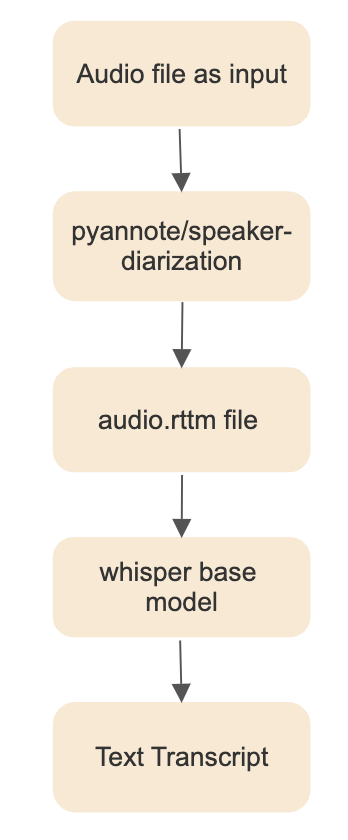 Audio file as input
pyannote/speaker-
diarization
audio.rttm file
whisper base
model
Text Transcript